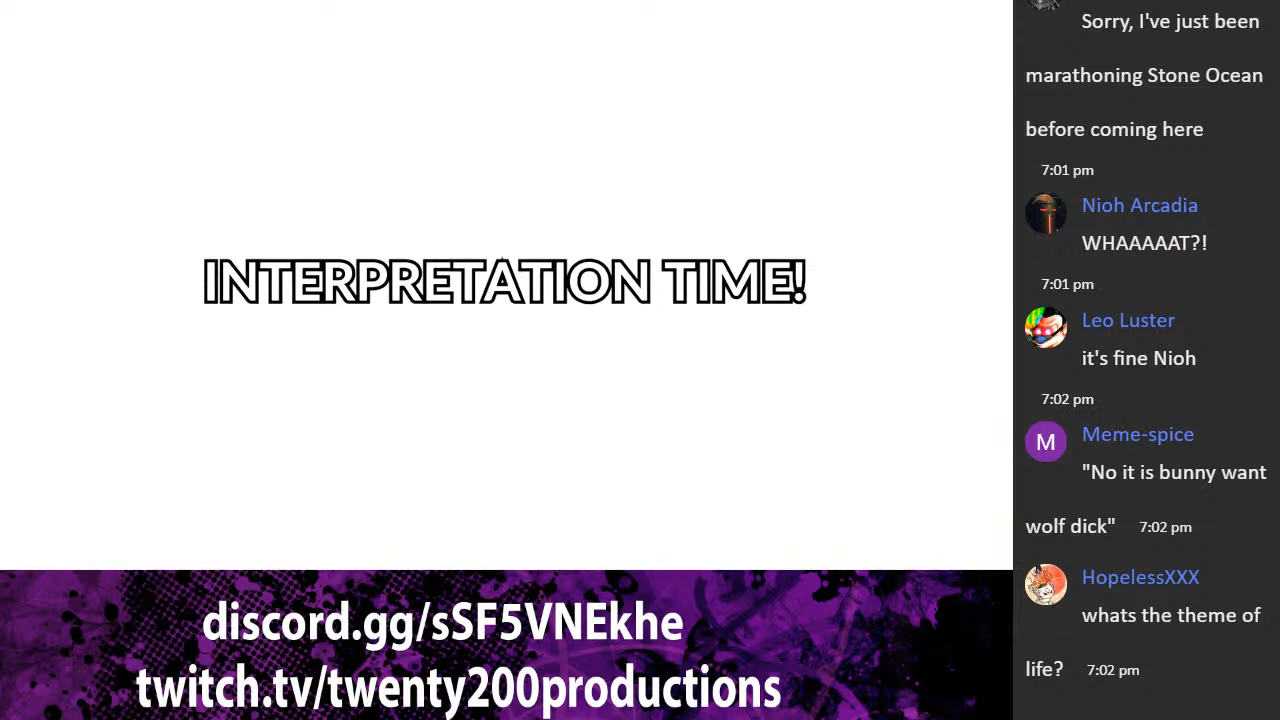 INTERPRETATION TIME!
discord.gg/sSF5VNEkhe
twitch.tv/twenty200productions
Sorry, I've just been
marathoning Stone Ocean
before coming here
7:01 pm
Nioh Arcadia
WHAAAAAT?!
7:01 pm
Leo Luster
it's fine Nioh
7:02 pm
M
Meme-spice
"No it is bunny want
wolf dick" 7:02 pm
HopelessXXX
whats the theme of
life? 7:02 pm